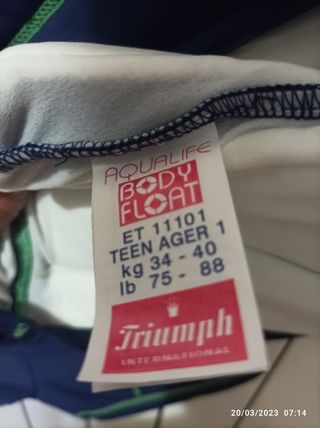 AQUALIFE
BODY
FLOAT
ET 11101
TEEN AGER 1
kg 34 - 40
lb 75 - 88
Triumph
INTERNATIONAL
20/03/2023 07:14